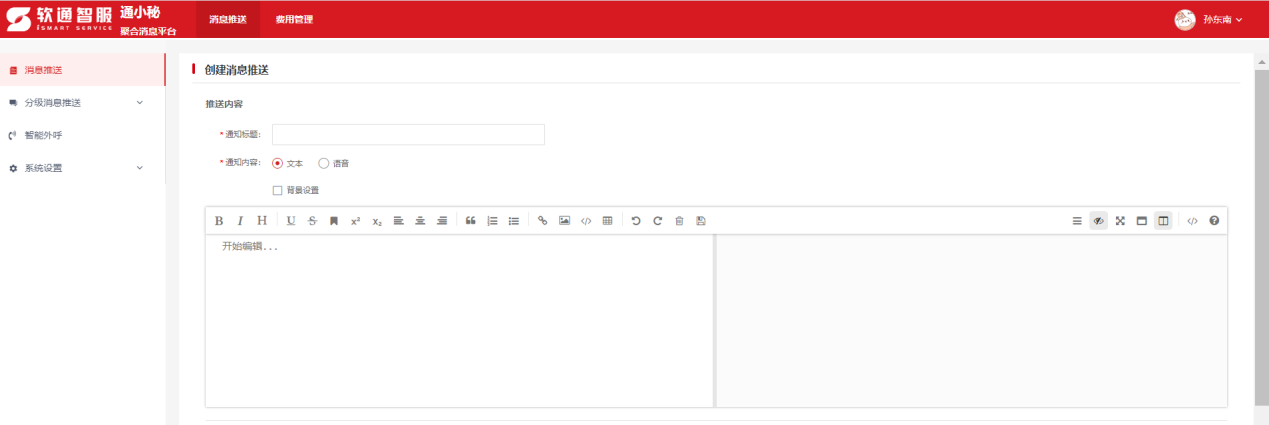 软通智服 通小秘
iSMART SERVICE 聚合消息平台
消息推送 费用管理
孙东南
消息推送
分级消息推送
智能外呼
系统设置
创建消息推送
推送内容
*通知标题:
*通知内容: 文本 语音
背景设置
开始编辑...